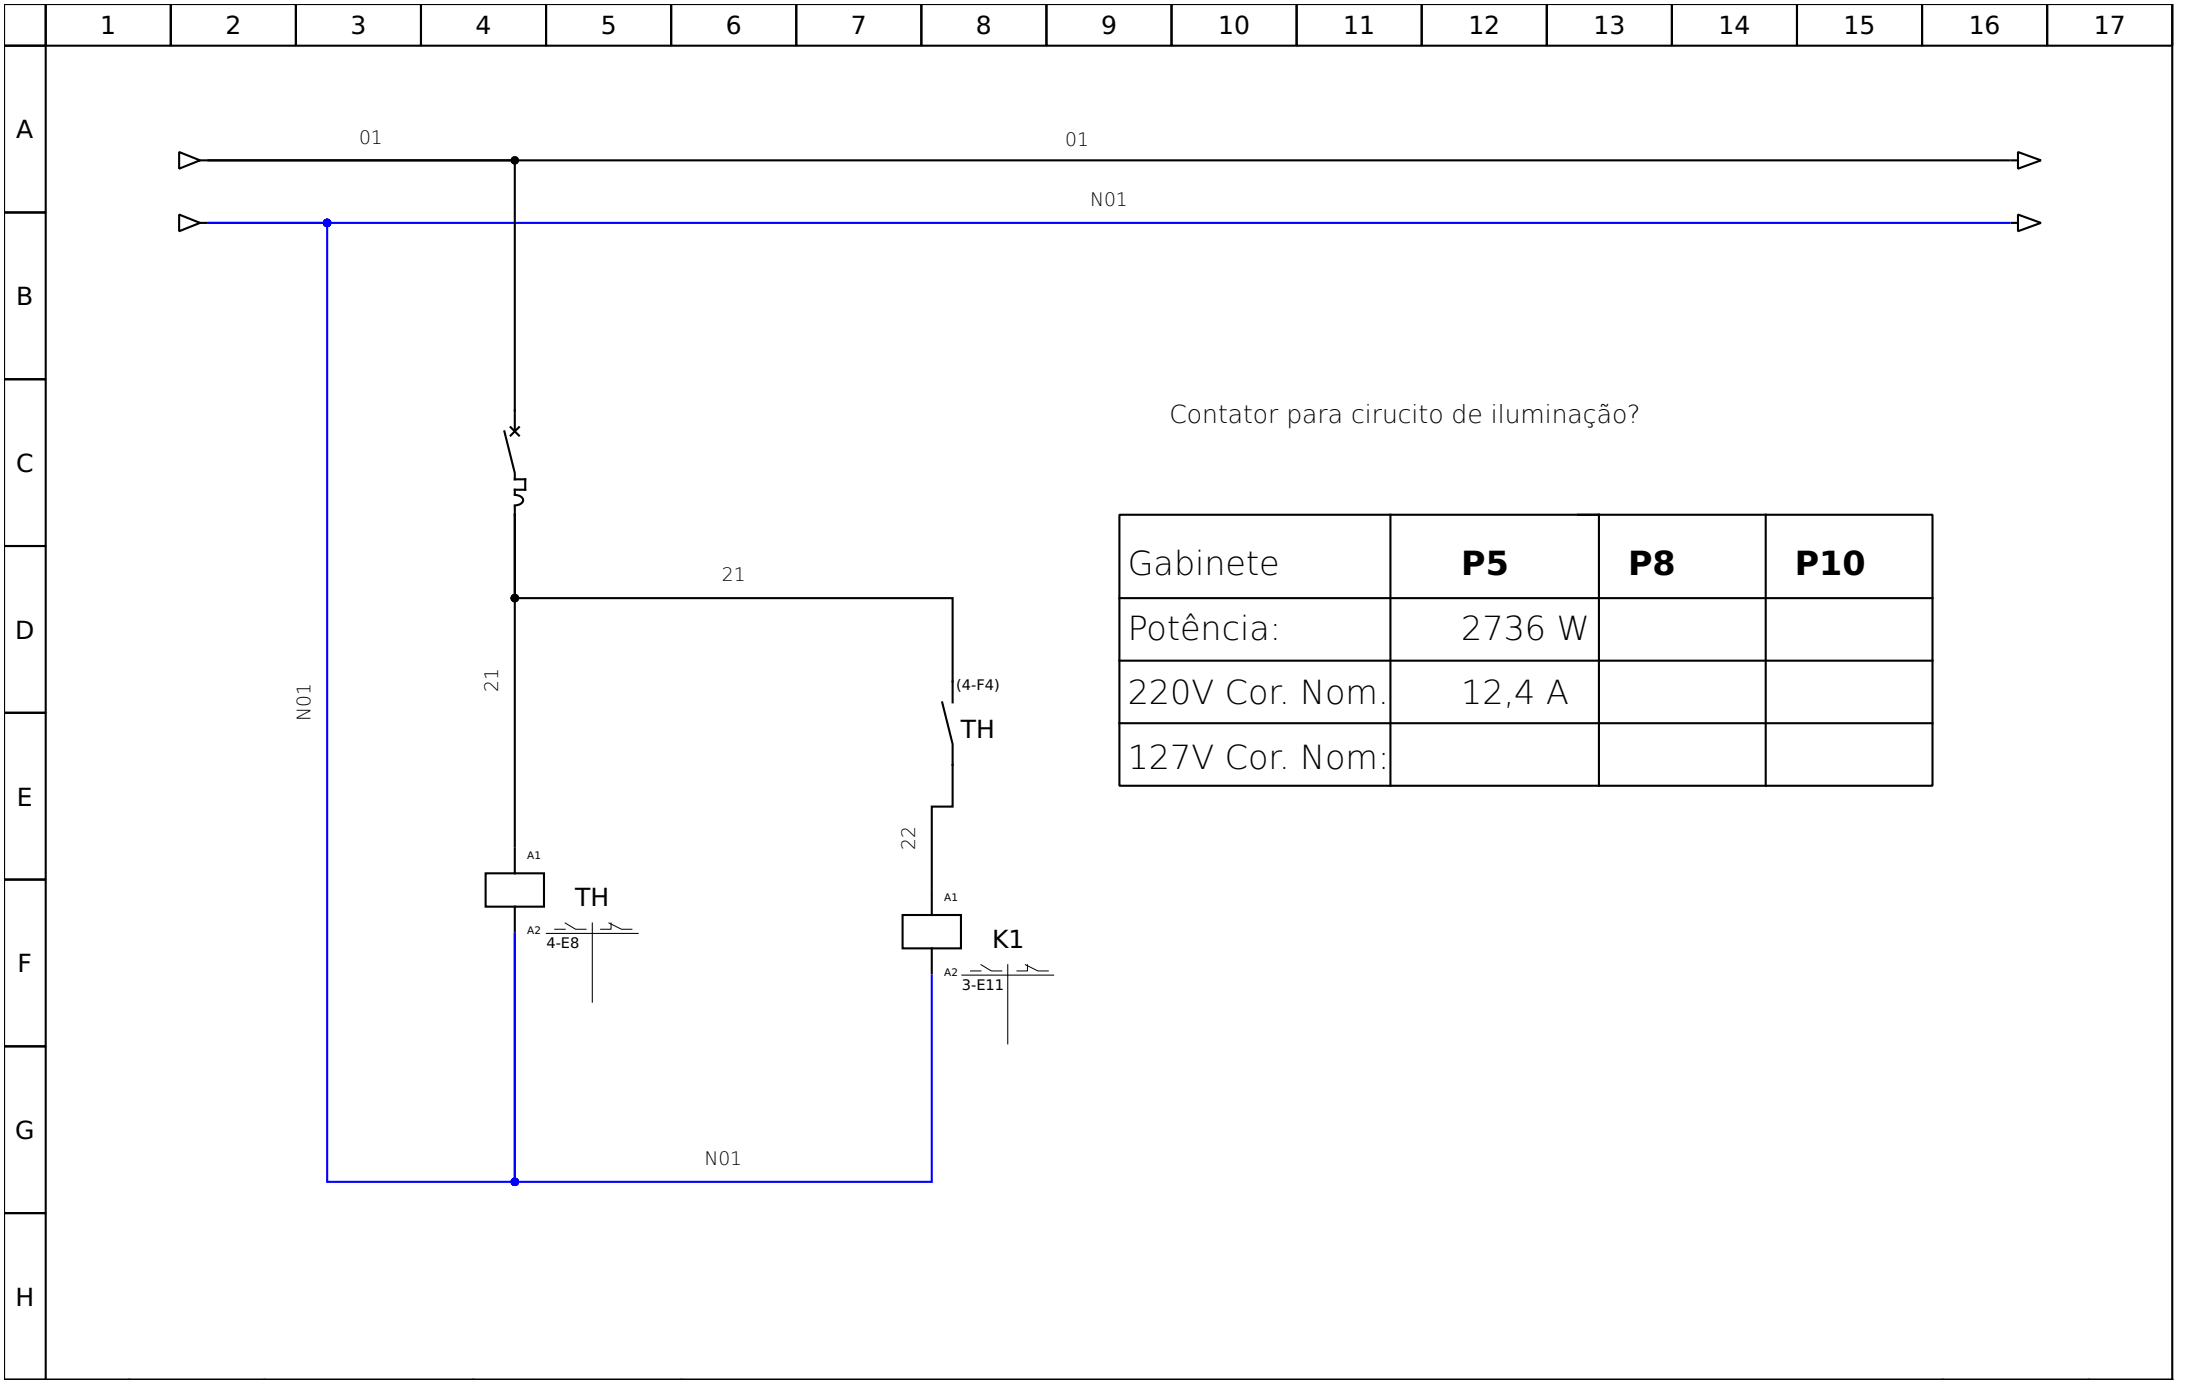 1 2 3 4 5 6 7 8 9 10 11 12 13 14 15 16 17
A
01 01
N01
B
Contator para cirucito de iluminação?
C
Gabinete P5 P8 P10
21
D
Potência: 2736 W
21
(4-F4)
220V Cor. Nom. 12,4 A
N01
TH
127V Cor. Nom:
E
22
A1
TH
A1
A2
4-E8
K1
F
A2
3-E11
G
N01
H